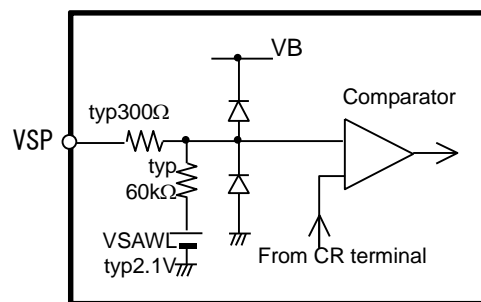 VB
Comparator
typ300Ω
VSP
typ
60kΩ
VSAWL
typ2.1V
From CR terminal